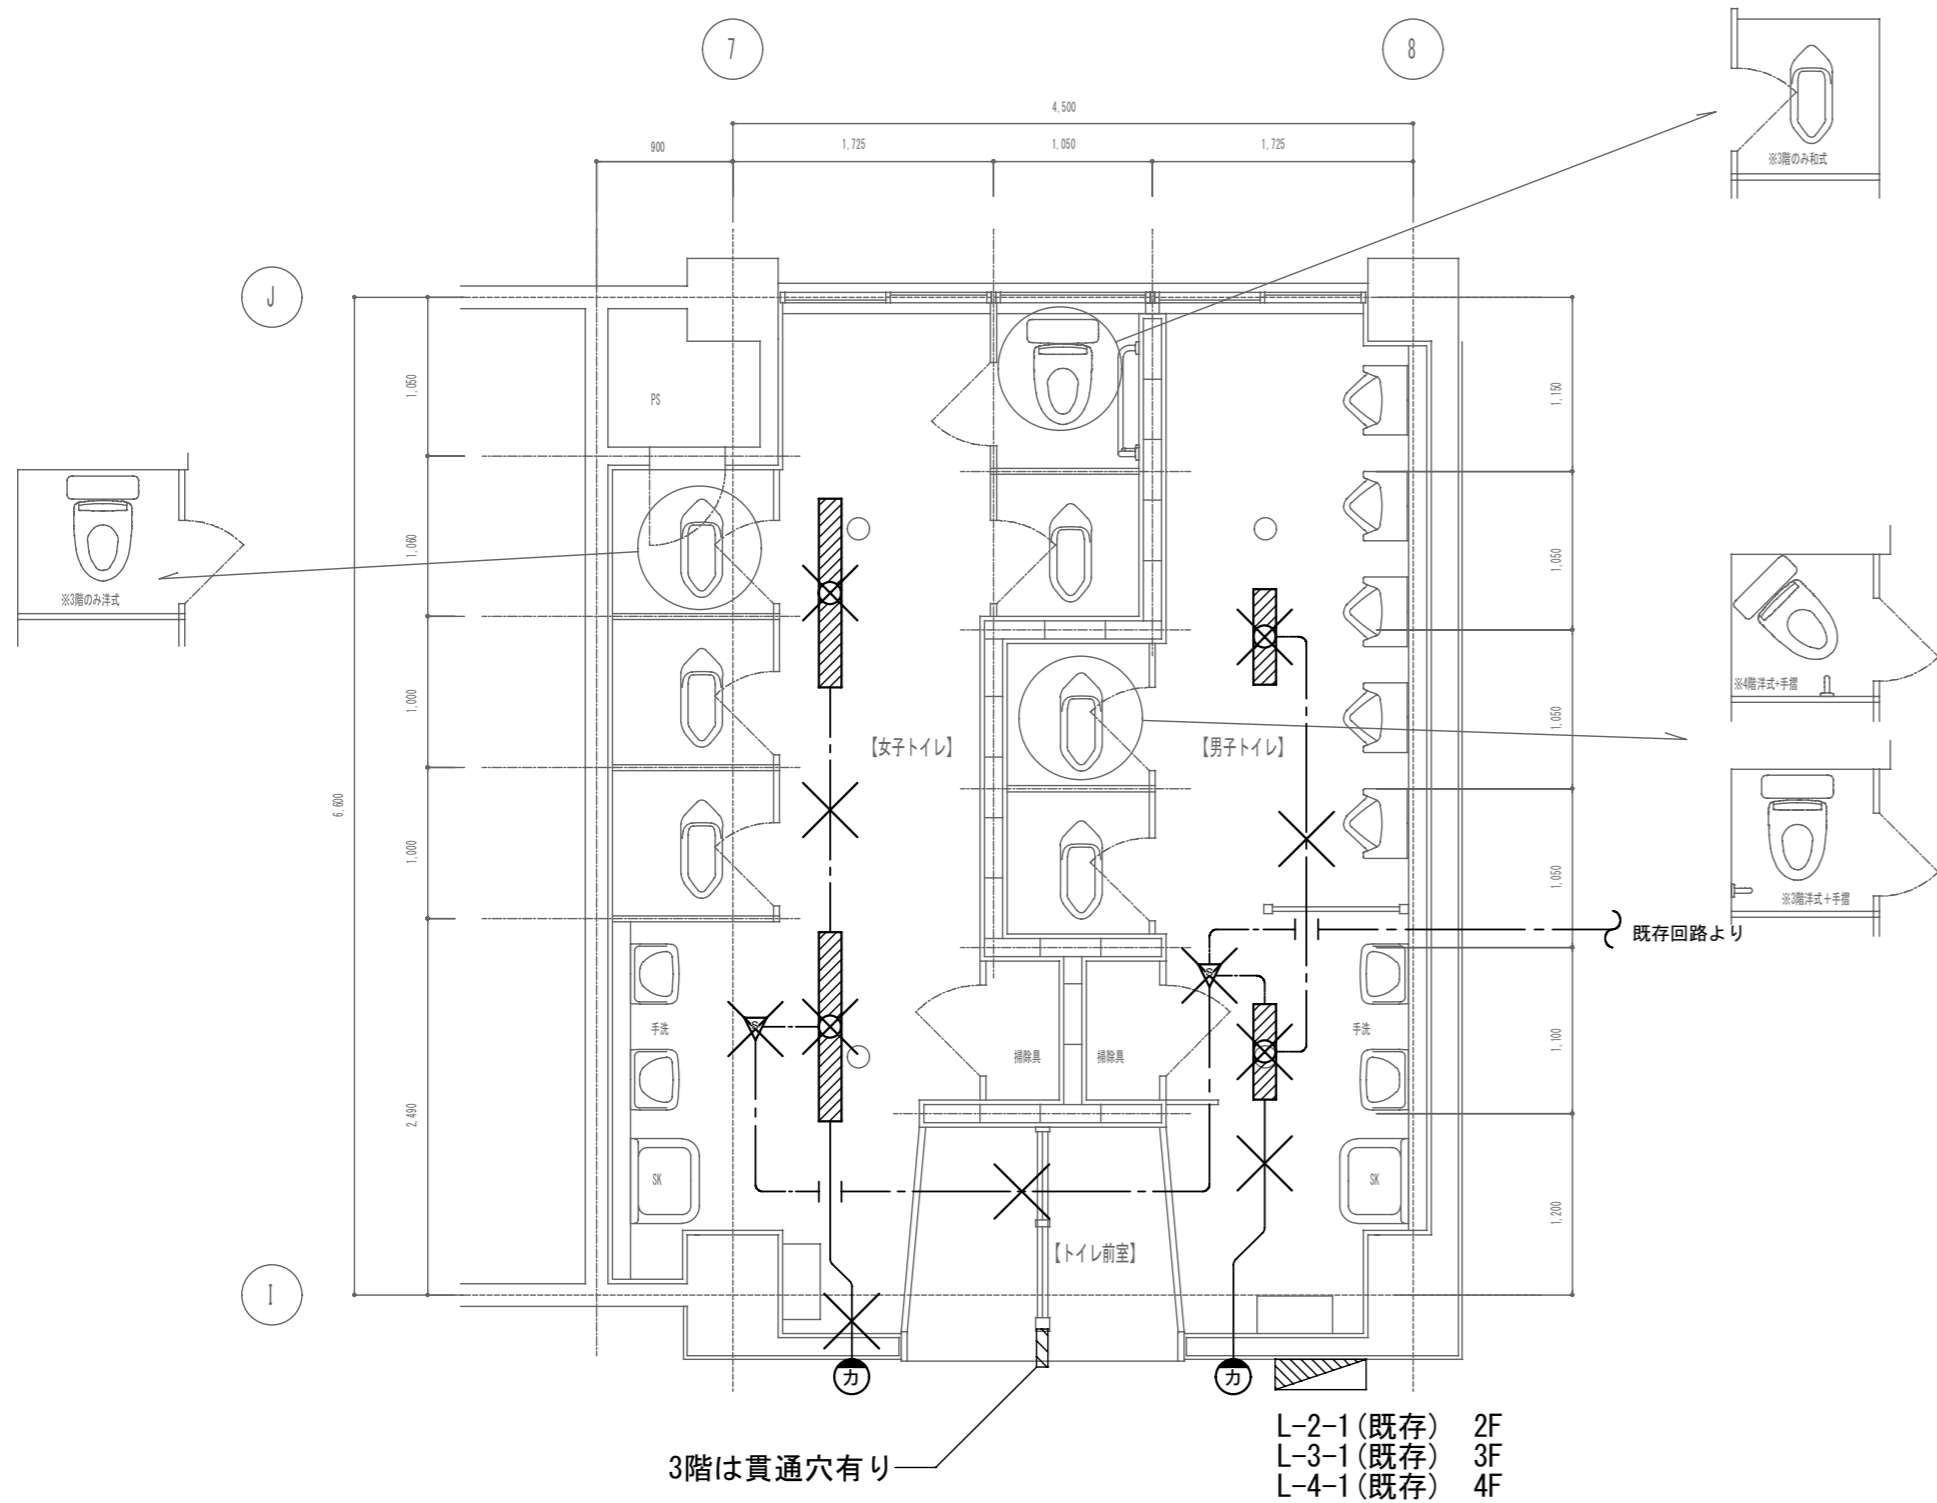 7
8
4,500
900
1,725
1,050
1,725
※3階のみ和式
J
1,050
PS
1,150
※3階のみ洋式
1,060
1,050
1,000
【女子トイレ】
【男子トイレ】
1,050
※4階洋式+手摺
6,600
1,000
1,050
※3階洋式+手摺
既存回路より
手洗
手洗
掃除具
掃除具
1,100
2,490
SK
SK
1,200
【トイレ前室】
I
カ
カ
3階は貫通穴有り
L-2-1(既存) 2F
L-3-1(既存) 3F
L-4-1(既存) 4F